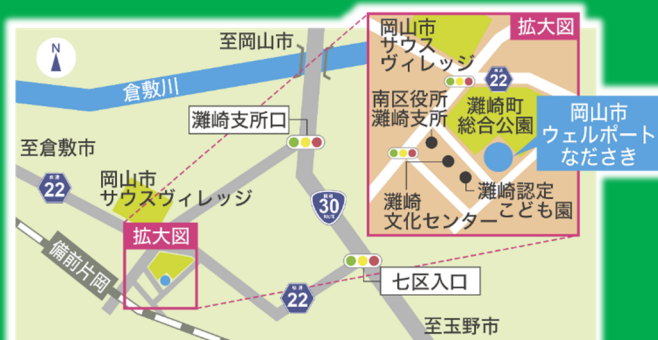 N
至岡山市
倉敷川
灘崎支所口
至倉敷市
22
岡山市
サウスヴィレッジ
拡大図
備前片岡
30
七区入口
22
至玉野市
拡大図
岡山市
サウス
ヴィレッジ
22
南区役所
灘崎支所
灘崎町
総合公園
岡山市
ウェルポート
なださき
灘崎認定
こども園
灘崎
文化センター